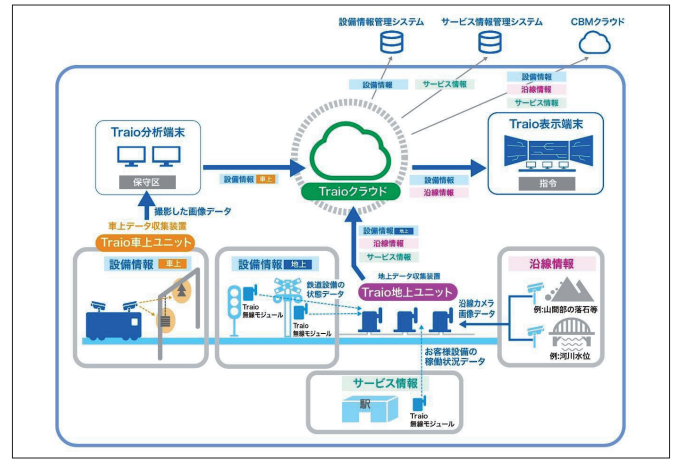 設備情報管理システム
サービス情報管理システム
CBMクラウド
設備情報
サービス情報
設備情報
沿線情報
サービス情報
Traio分析端末
保守区
設備情報 車上
Traioクラウド
設備情報
沿線情報
Traio表示端末
指令
撮影した画像データ
車上データ収集装置
Traio車上ユニット
設備情報 車上
設備情報 地上
鉄道設備の
状態データ
Traio
無線モジュール
Traio
無線モジュール
設備情報 地上
沿線情報
サービス情報
地上データ収集装置
Traio地上ユニット
沿線カメラ
画像データ
沿線情報
例:山間部の落石等
例:河川水位
お客様設備の
稼働状況データ
サービス情報
駅
Traio
無線モジュール